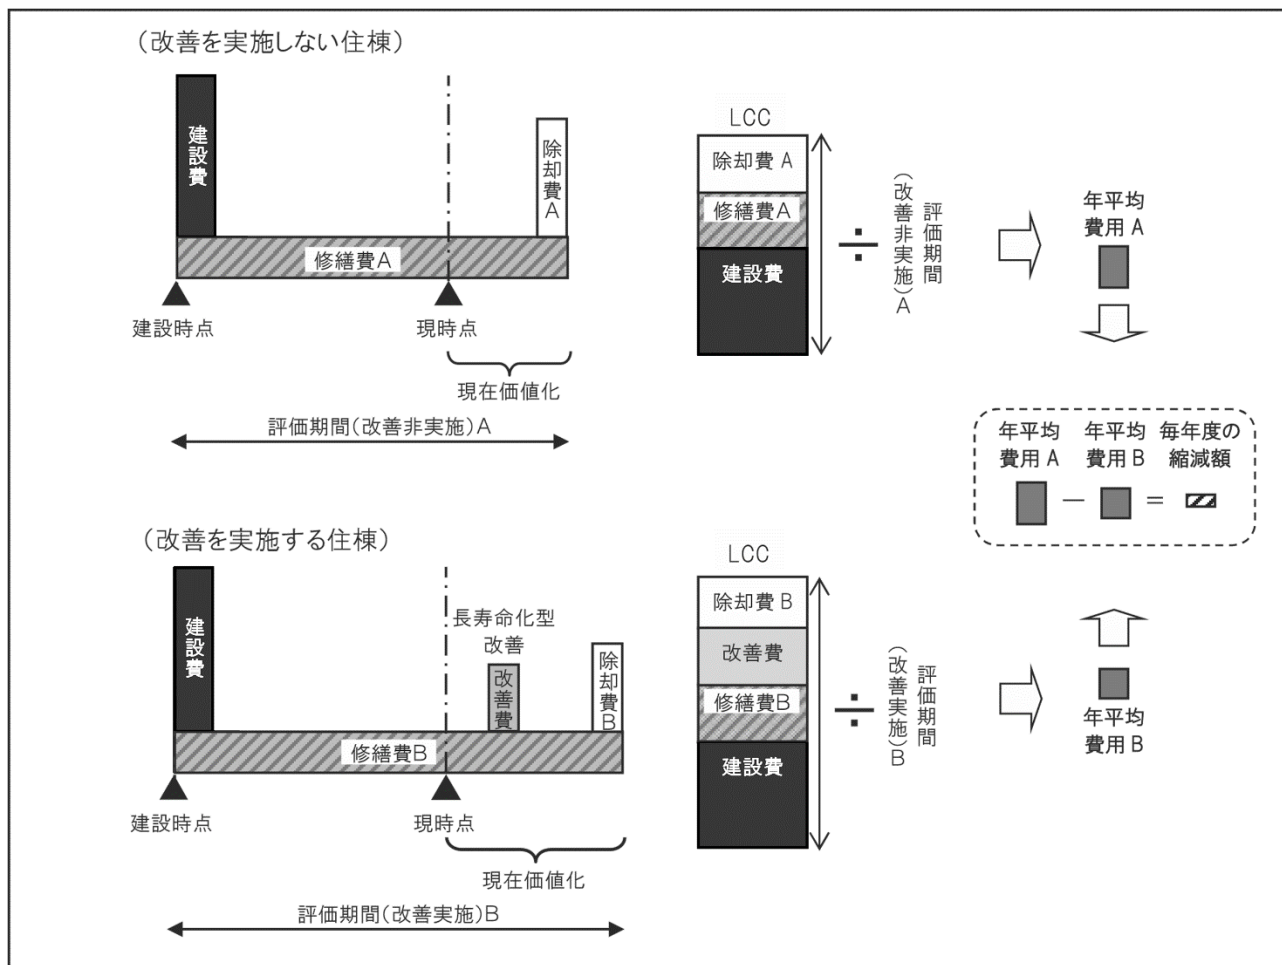 （改善を実施しない住棟）
建設費
除却費A
修繕費A
建設時点
現時点
現在価値化
評価期間（改善非実施）A
LCC
除却費 A
修繕費A
建設費
÷
評価期間
（改善非実施）A
年平均
費用 A
年平均
費用 A
年平均
費用 B
毎年度の
縮減額
－
＝
（改善を実施する住棟）
建設費
長寿命化型
改善
改善費
除却費B
修繕費B
建設時点
現時点
現在価値化
評価期間（改善実施）B
LCC
除却費 B
改善費
修繕費B
建設費
÷
評価期間
（改善実施）B
年平均
費用 B